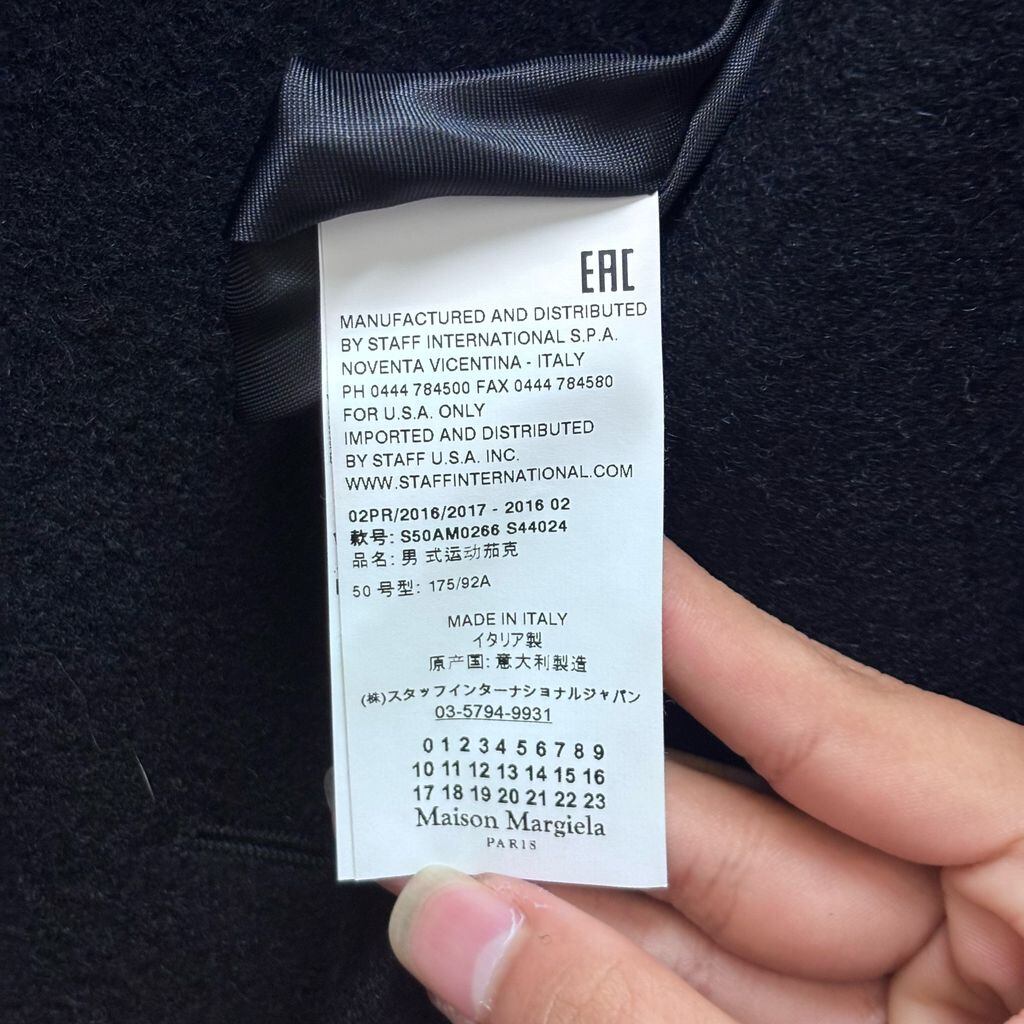 EAC
MANUFACTURED AND DISTRIBUTED
BY STAFF INTERNATIONAL S.P.A.
NOVENTA VICENTINA - ITALY
PH 0444 784500 FAX 0444 784580
FOR U.S.A. ONLY
IMPORTED AND DISTRIBUTED
BY STAFF U.S.A. INC.
WWW.STAFFINTERNATIONAL.COM
02PR/2016/2017 - 2016 02
款号: S50AM0266 S44024
品名: 男 式运动茄克
50 号型: 175/92A
MADE IN ITALY
イタリア製
原产国: 意大利製造
(株)スタッフインターナショナルジャパン
03-5794-9931
0 1 2 3 4 5 6 7 8 9
10 11 12 13 14 15 16
17 18 19 20 21 22 23
Maison Margiela
PARIS